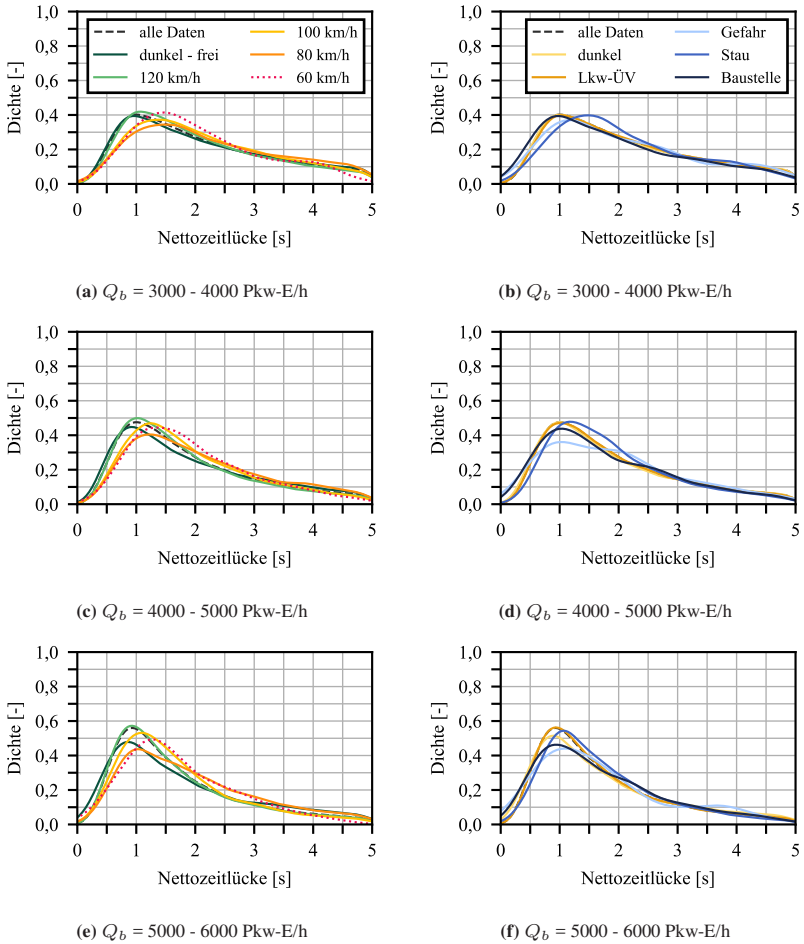 1,0
0,8
0,6
0,4
0,2
0,0
Dichte [-]
alle Daten
dunkel - frei
120 km/h
100 km/h
80 km/h
60 km/h
0 1 2 3 4 5
Nettozeitlücke [s]
(a) Q_b = 3000 - 4000 Pkw-E/h
1,0
0,8
0,6
0,4
0,2
0,0
Dichte [-]
alle Daten
dunkel
Lkw-ÜV
Gefahr
Stau
Baustelle
0 1 2 3 4 5
Nettozeitlücke [s]
(b) Q_b = 3000 - 4000 Pkw-E/h
1,0
0,8
0,6
0,4
0,2
0,0
Dichte [-]
0 1 2 3 4 5
Nettozeitlücke [s]
(c) Q_b = 4000 - 5000 Pkw-E/h
1,0
0,8
0,6
0,4
0,2
0,0
Dichte [-]
0 1 2 3 4 5
Nettozeitlücke [s]
(d) Q_b = 4000 - 5000 Pkw-E/h
1,0
0,8
0,6
0,4
0,2
0,0
Dichte [-]
0 1 2 3 4 5
Nettozeitlücke [s]
(e) Q_b = 5000 - 6000 Pkw-E/h
1,0
0,8
0,6
0,4
0,2
0,0
Dichte [-]
0 1 2 3 4 5
Nettozeitlücke [s]
(f) Q_b = 5000 - 6000 Pkw-E/h